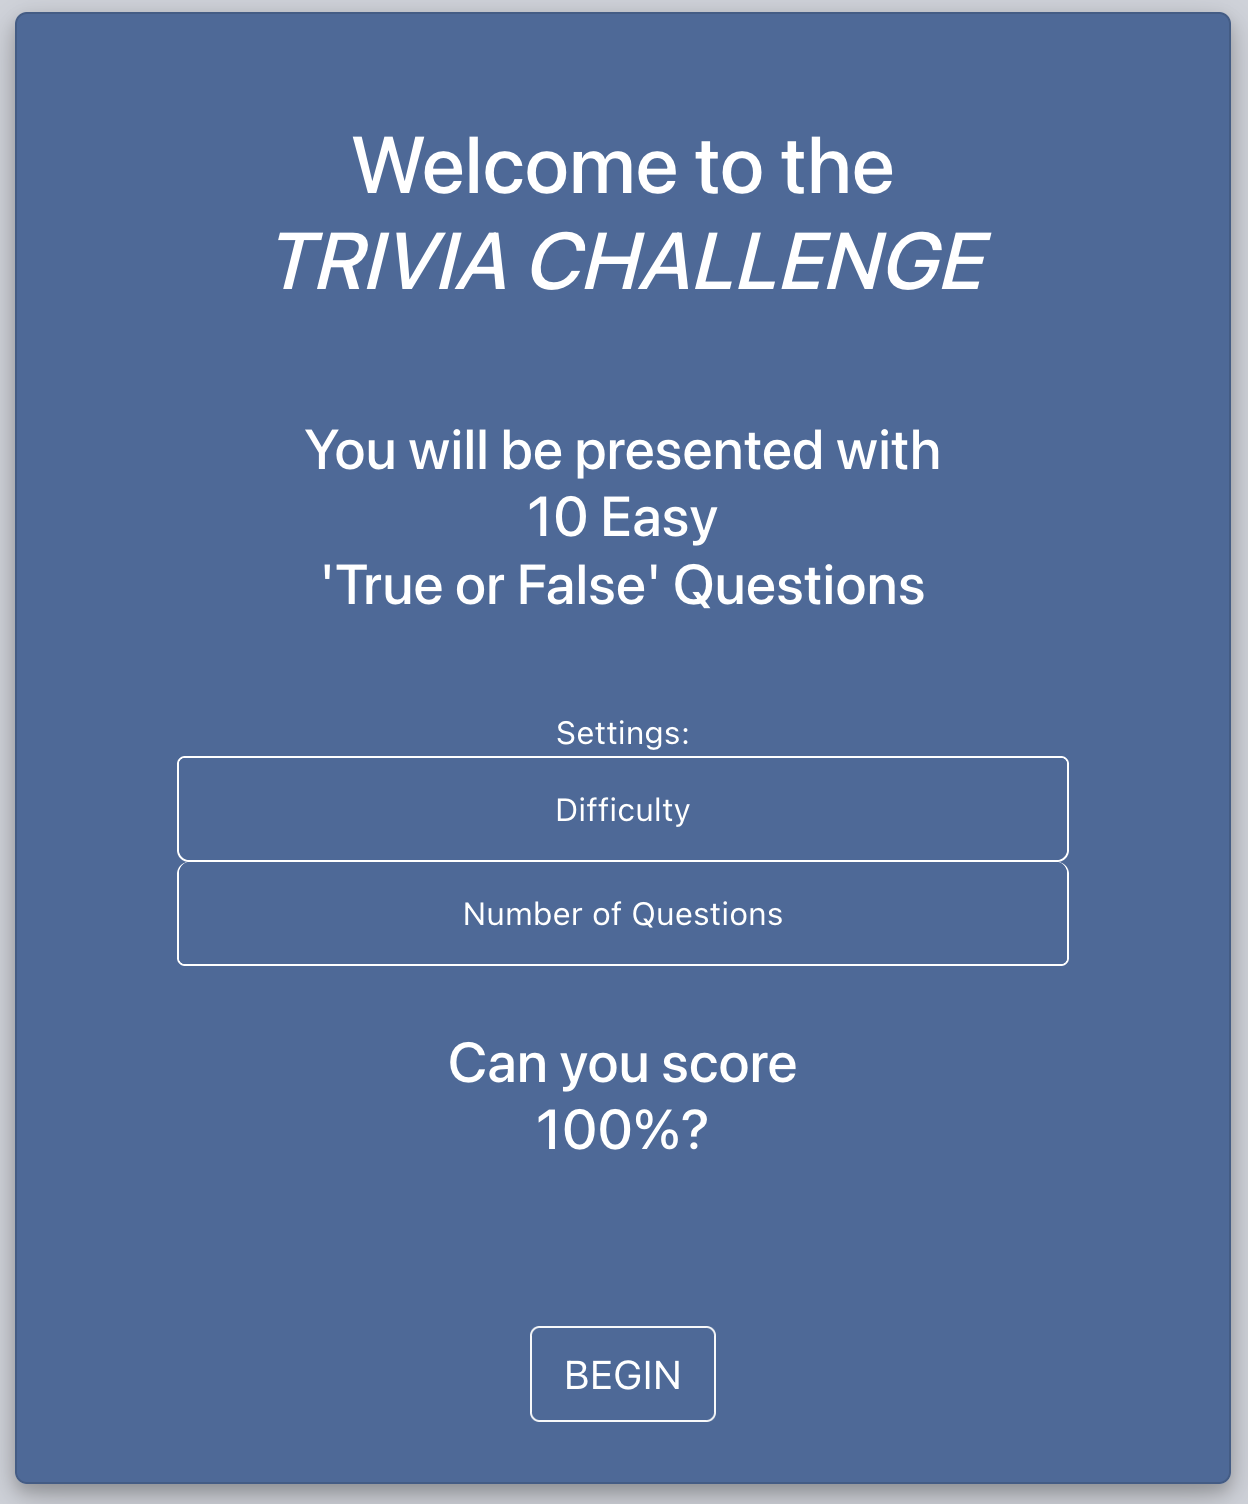 Welcome to the
TRIVIA CHALLENGE
You will be presented with
10 Easy
'True or False' Questions
Settings:
Difficulty
Number of Questions
Can you score
100%?
BEGIN